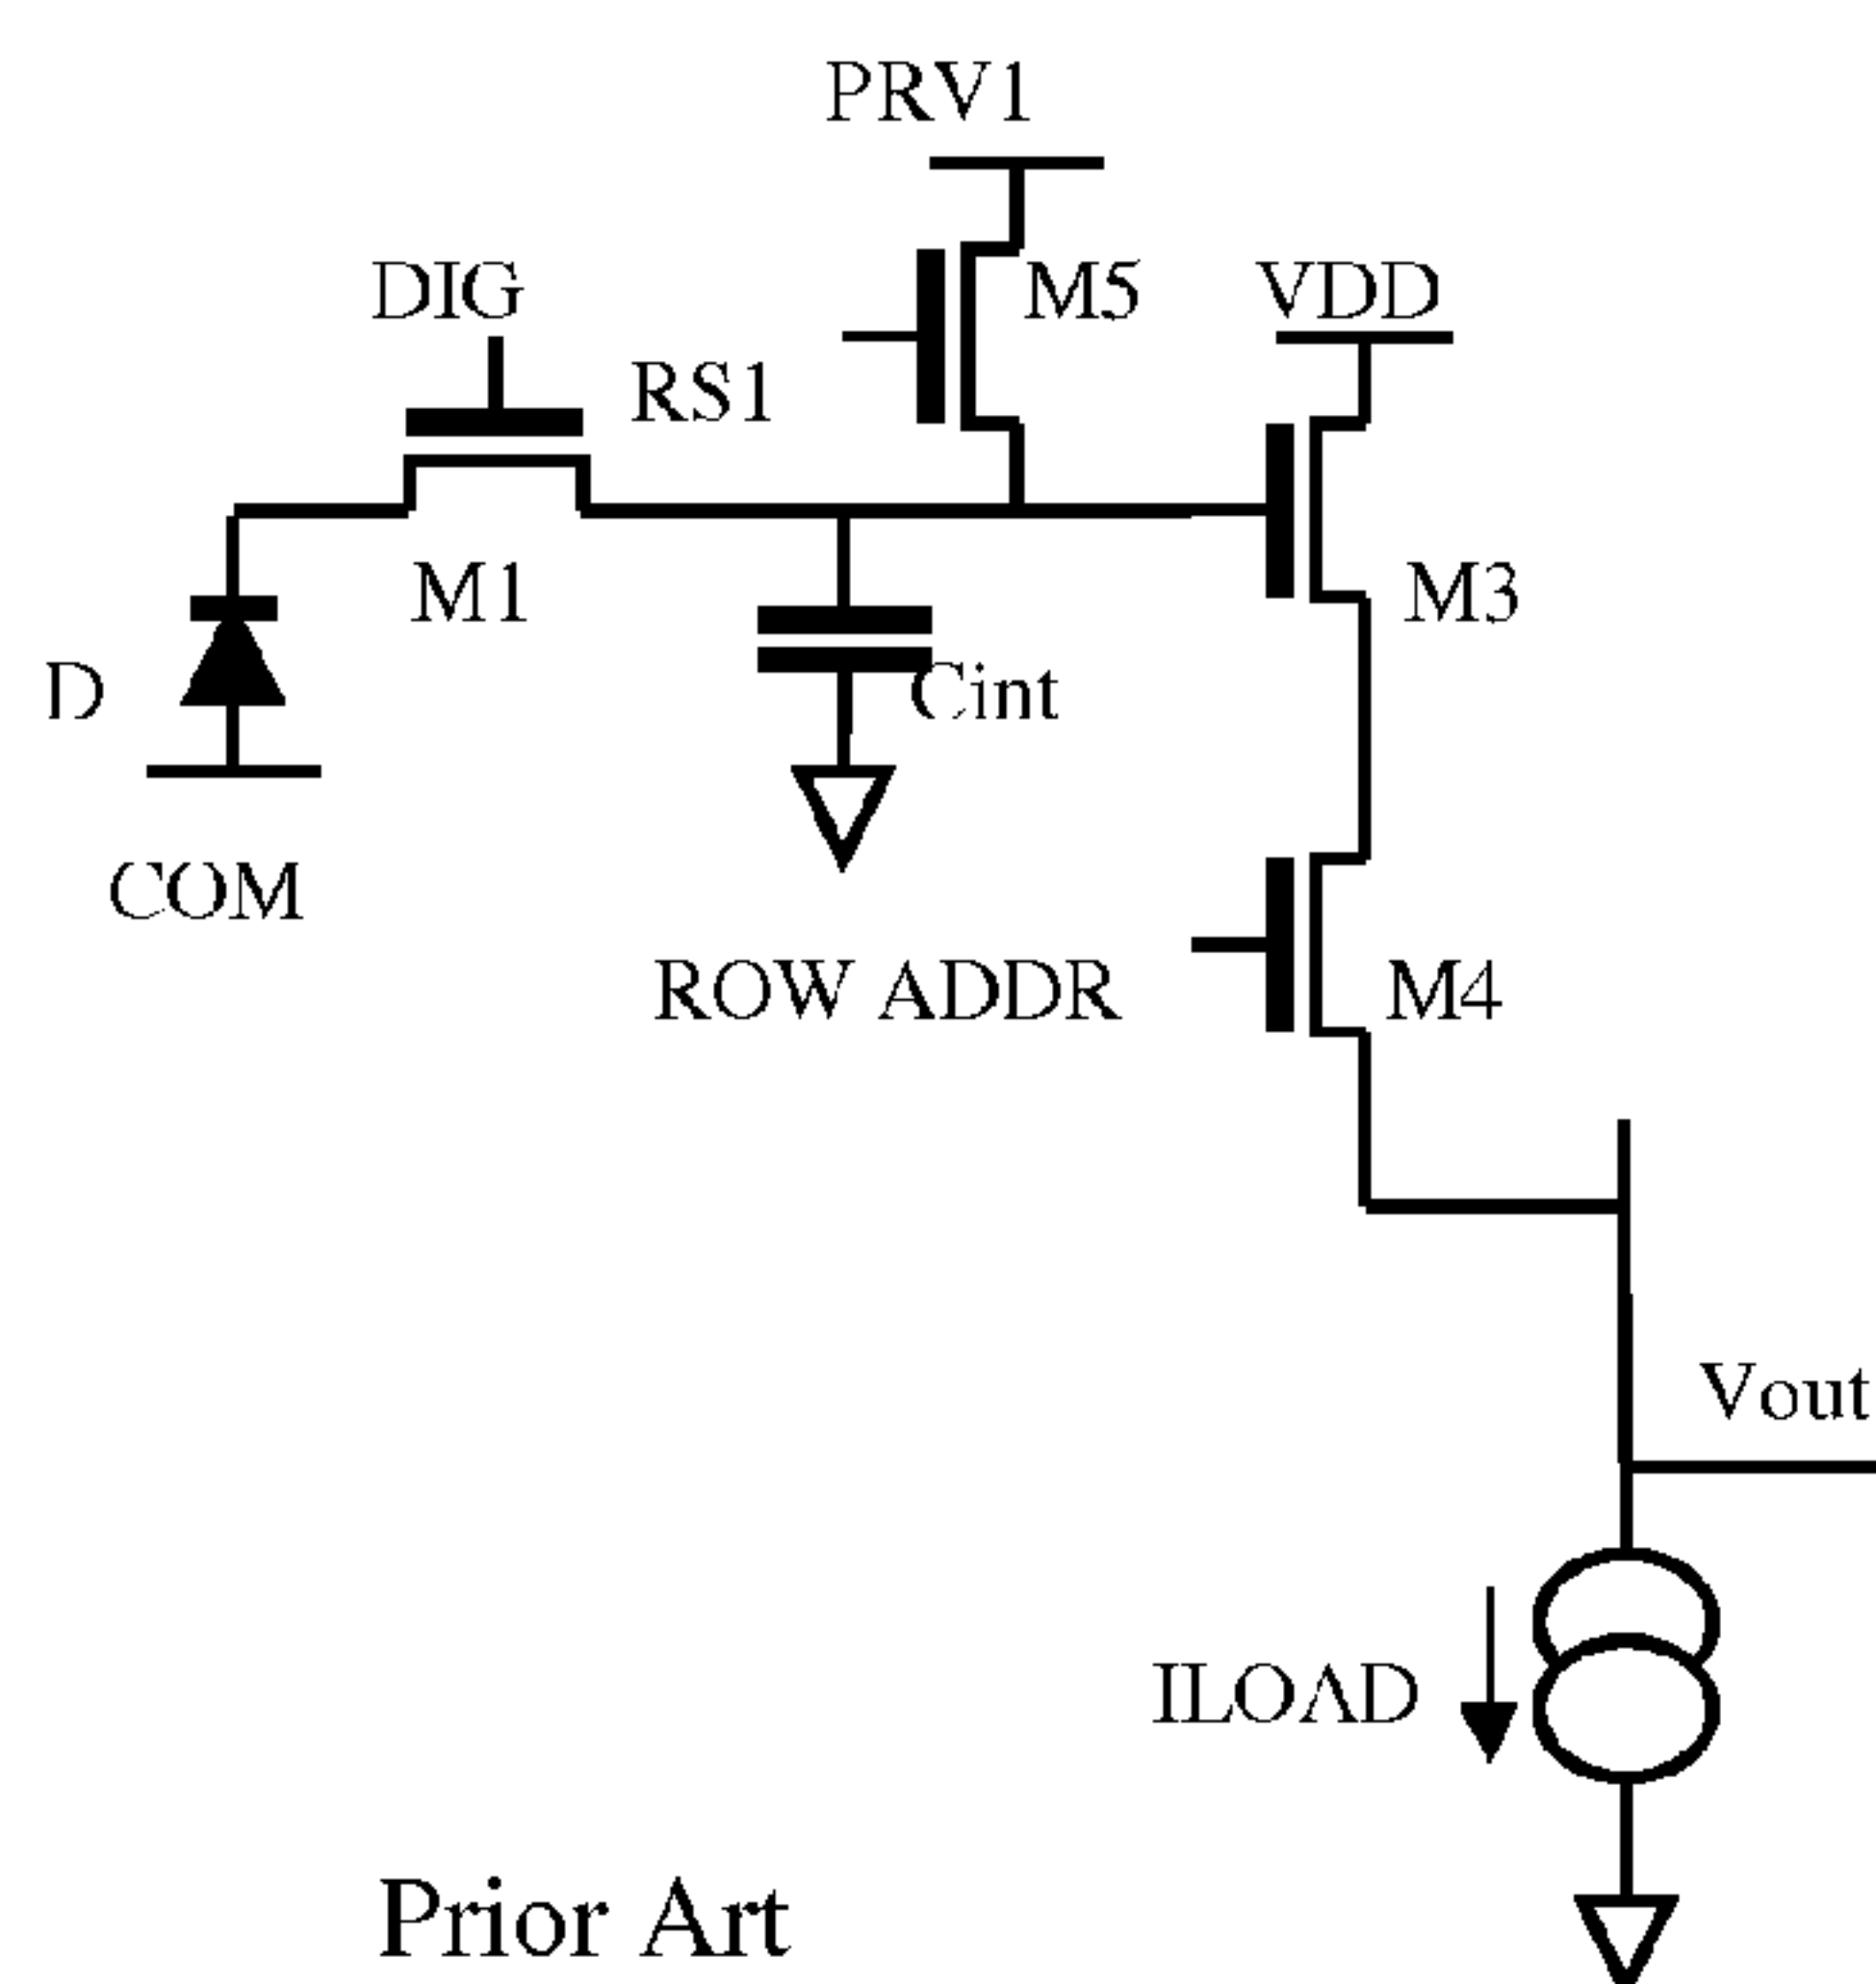 PRV1
DIG
M5
VDD
RS1
M1
M3
D
Cint
COM
ROW ADDR
M4
Vout
ILOAD
Prior Art